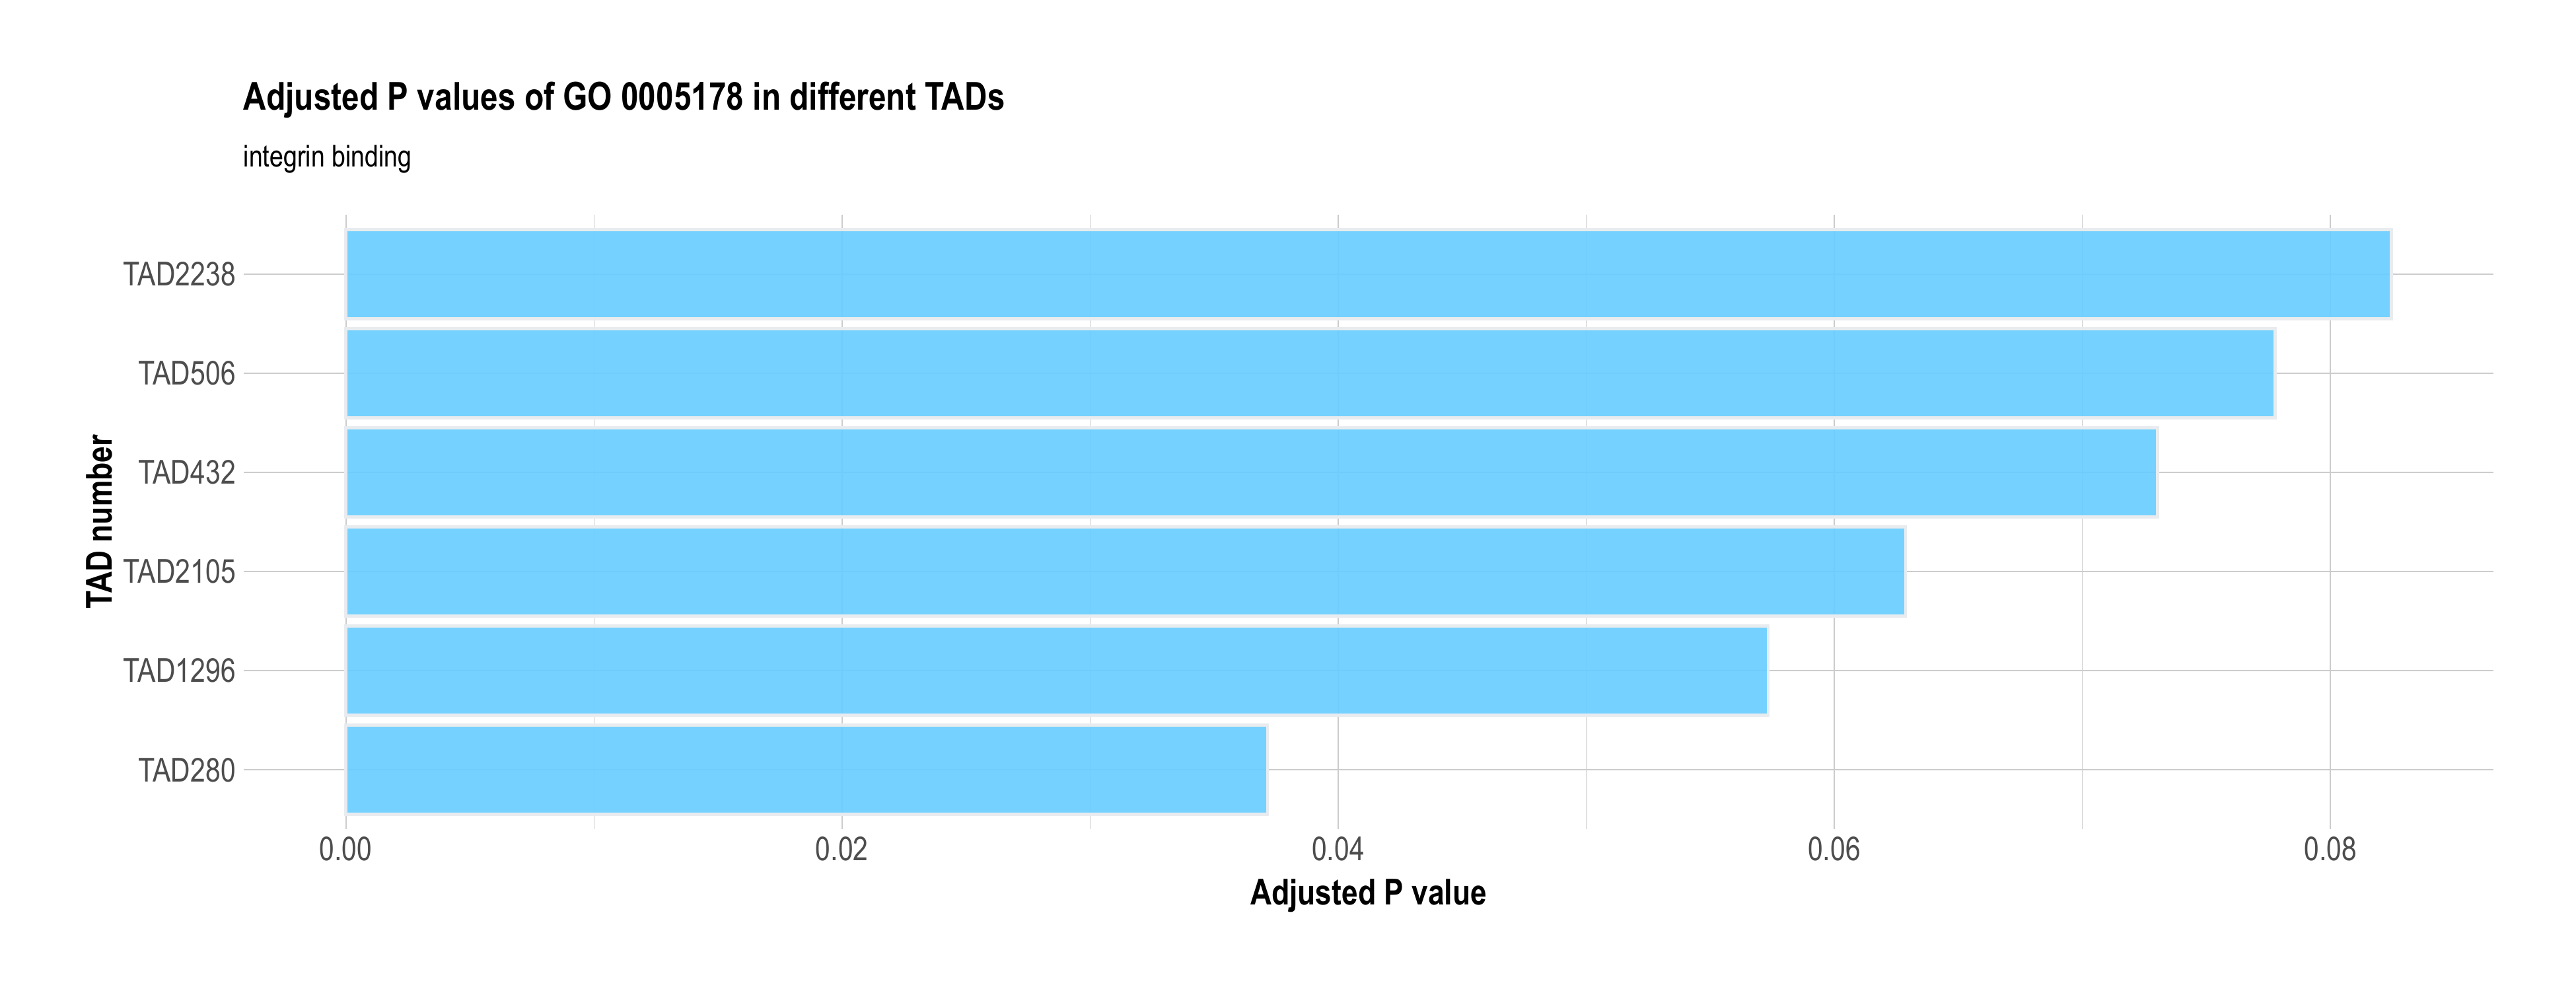 Adjusted P values of GO 0005178 in different TADs
integrin binding
TAD number
TAD2238
TAD506
TAD432
TAD2105
TAD1296
TAD280
0.00 0.02 0.04 0.06 0.08
Adjusted P value